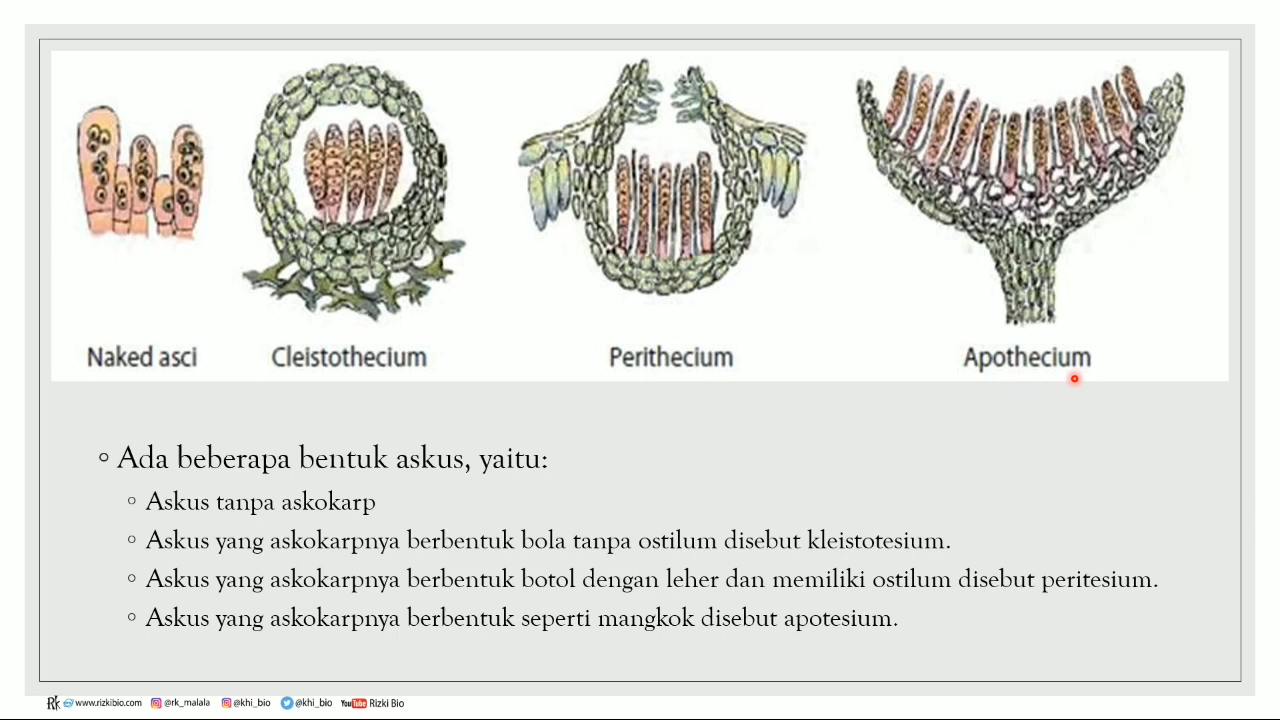 Naked asci Cleistothecium Perithecium Apothecium
Ada beberapa bentuk askus, yaitu:
Askus tanpa askokarp
Askus yang askokarpnya berbentuk bola tanpa ostilum disebut kleistotesium.
Askus yang askokarpnya berbentuk botol dengan leher dan memiliki ostilum disebut peritesium.
Askus yang askokarpnya berbentuk seperti mangkok disebut apotesium.
Rk www.rizkibio.com @rk_malala @khi_bio @khi_bio YouTube Rizki Bio